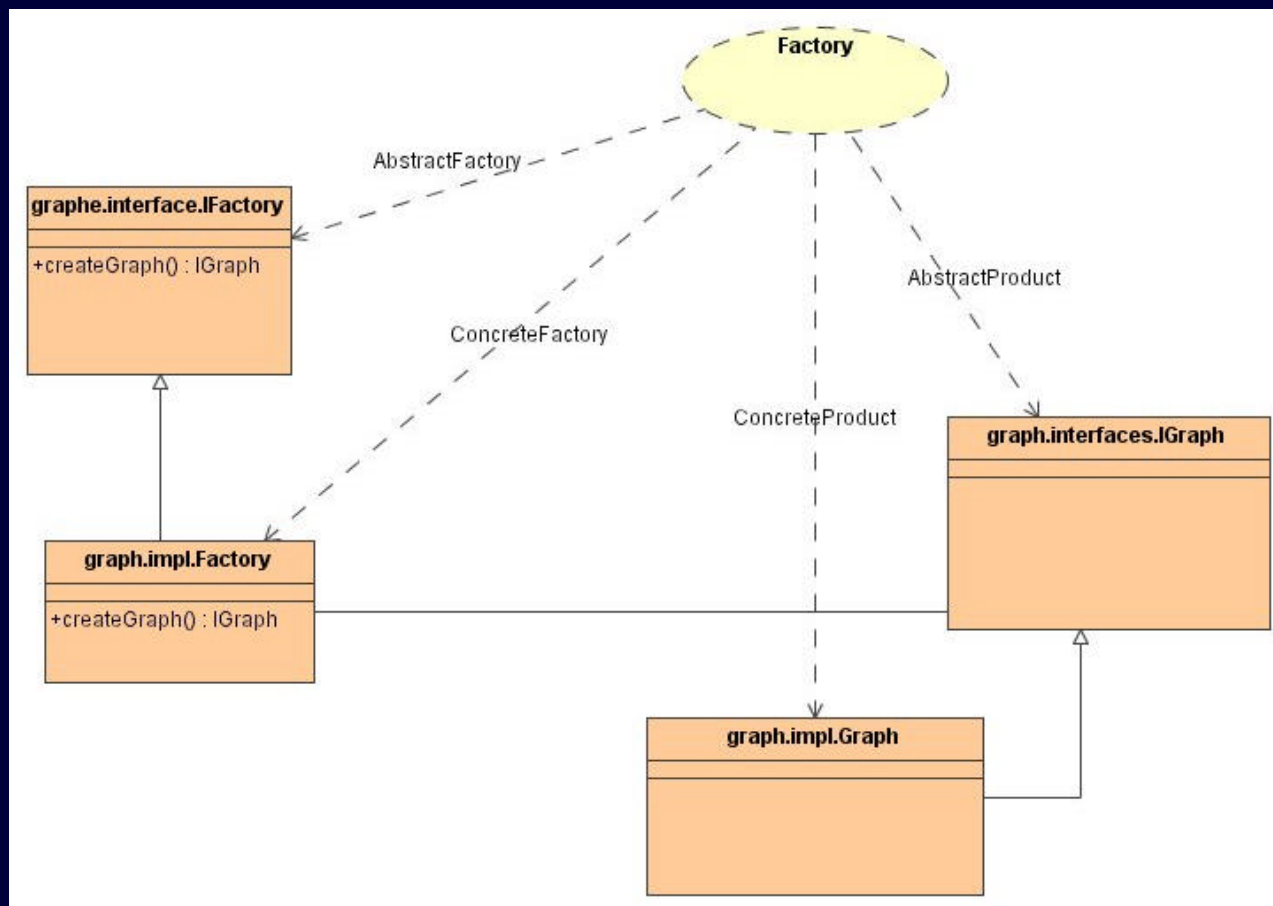 Factory
AbstractFactory
graphe.interface.IFactory
+createGraph() : IGraph
AbstractProduct
ConcreteFactory
ConcreteProduct
graph.interfaces.IGraph
graph.impl.Factory
+createGraph() : IGraph
graph.impl.Graph